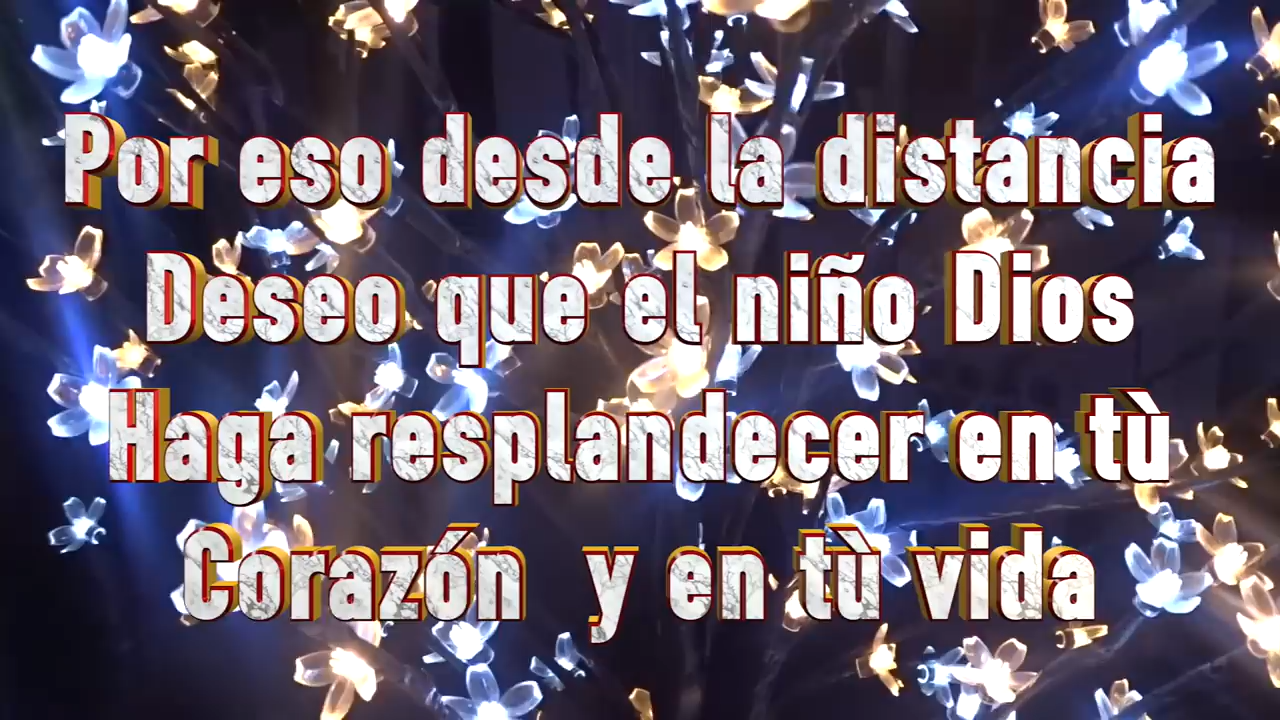 Por eso desde la distancia
Deseo que el niño Dios
Haga resplandecer en tù
Corazón y en tù vida